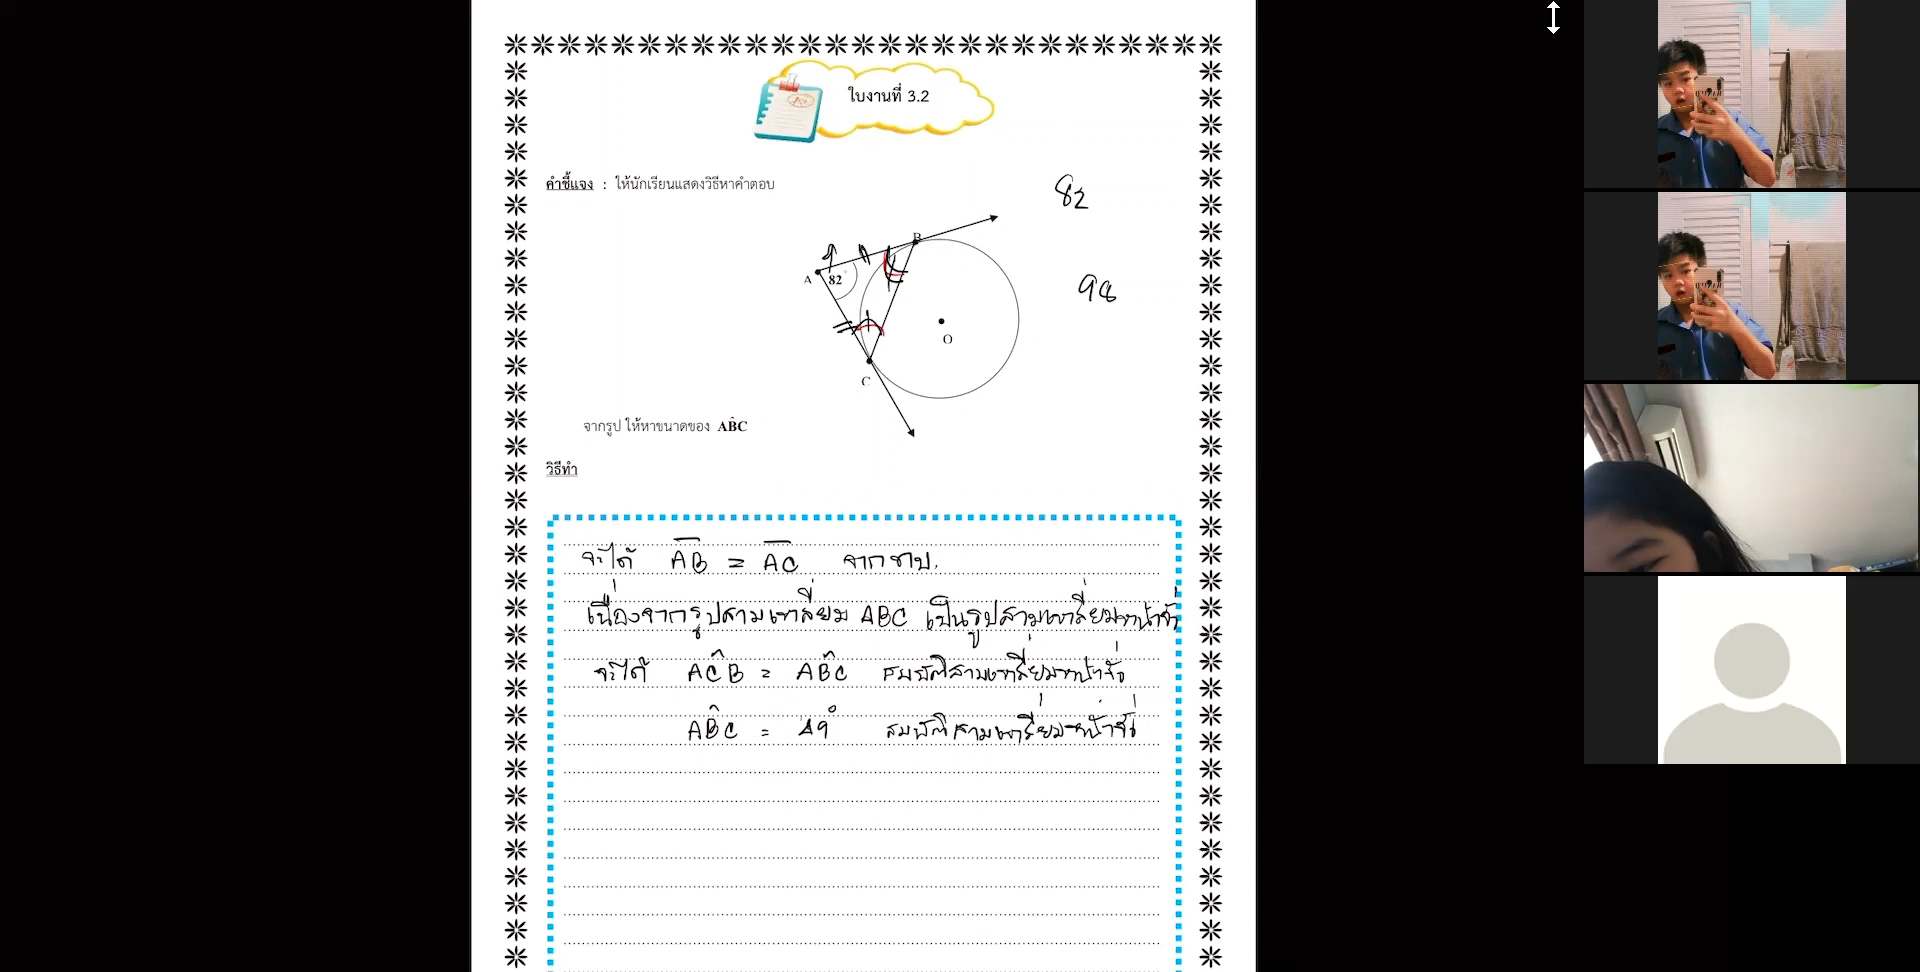 ใบงานที่ 3.2
คำชี้แจง : ให้นักเรียนแสดงวิธีหาคำตอบ
82
B
A
82°
98
O
C
จากรูป ให้หาขนาดของ AB̂C
วิธีทำ
จะได้ AB = AC จาก
เนื่องจากรูปสามเหลี่ยม ABC เป็นรูปสามเหลี่ยมหน้าจั่ว
จะได้ AĈB = AB̂C สมบัติสามเหลี่ยมหน้าจั่ว
AB̂C = 49° สมบัติสามเหลี่ยมหน้าจั่ว